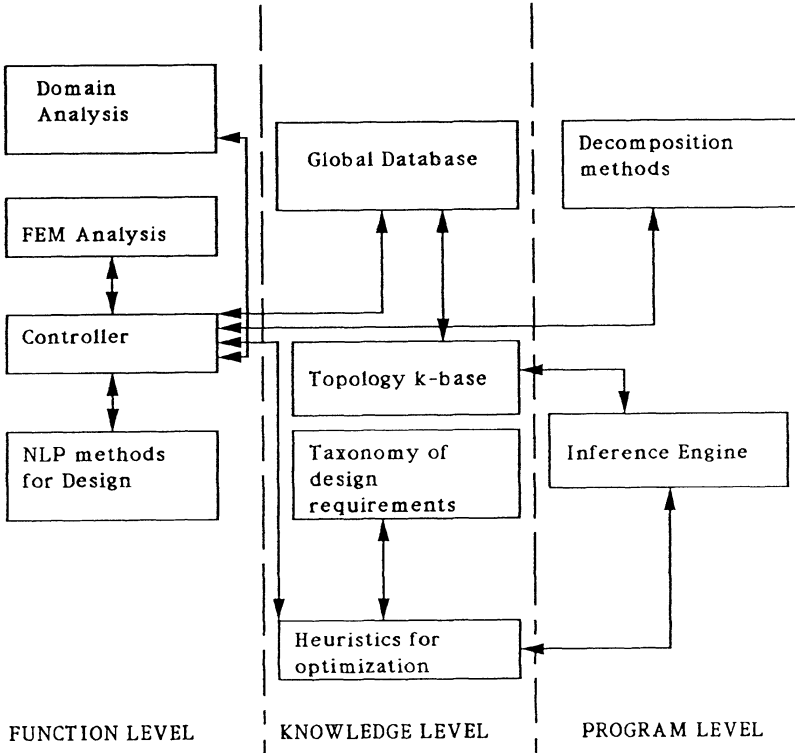 Domain
Analysis
FEM Analysis
Controller
NLP methods
for Design
Global Database
Topology k-base
Taxonomy of
design
requirements
Heuristics for
optimization
Decomposition
methods
Inference Engine
FUNCTION LEVEL
KNOWLEDGE LEVEL
PROGRAM LEVEL